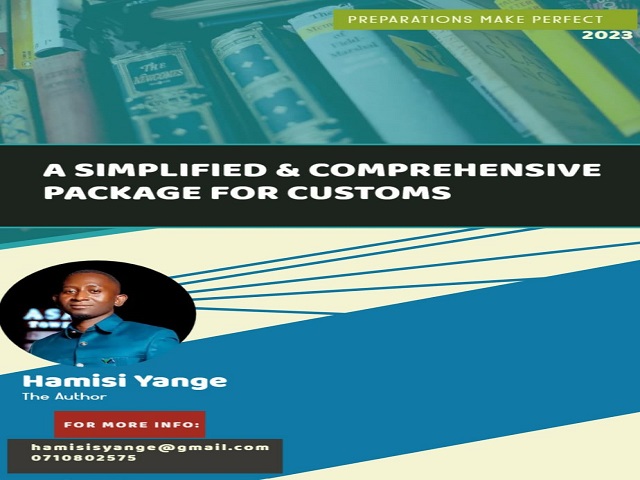 PREPARATIONS MAKE PERFECT
2023
A SIMPLIFIED & COMPREHENSIVE
PACKAGE FOR CUSTOMS
Hamisi Yange
The Author
FOR MORE INFO:
hamisisyange@gmail.com
0710802575